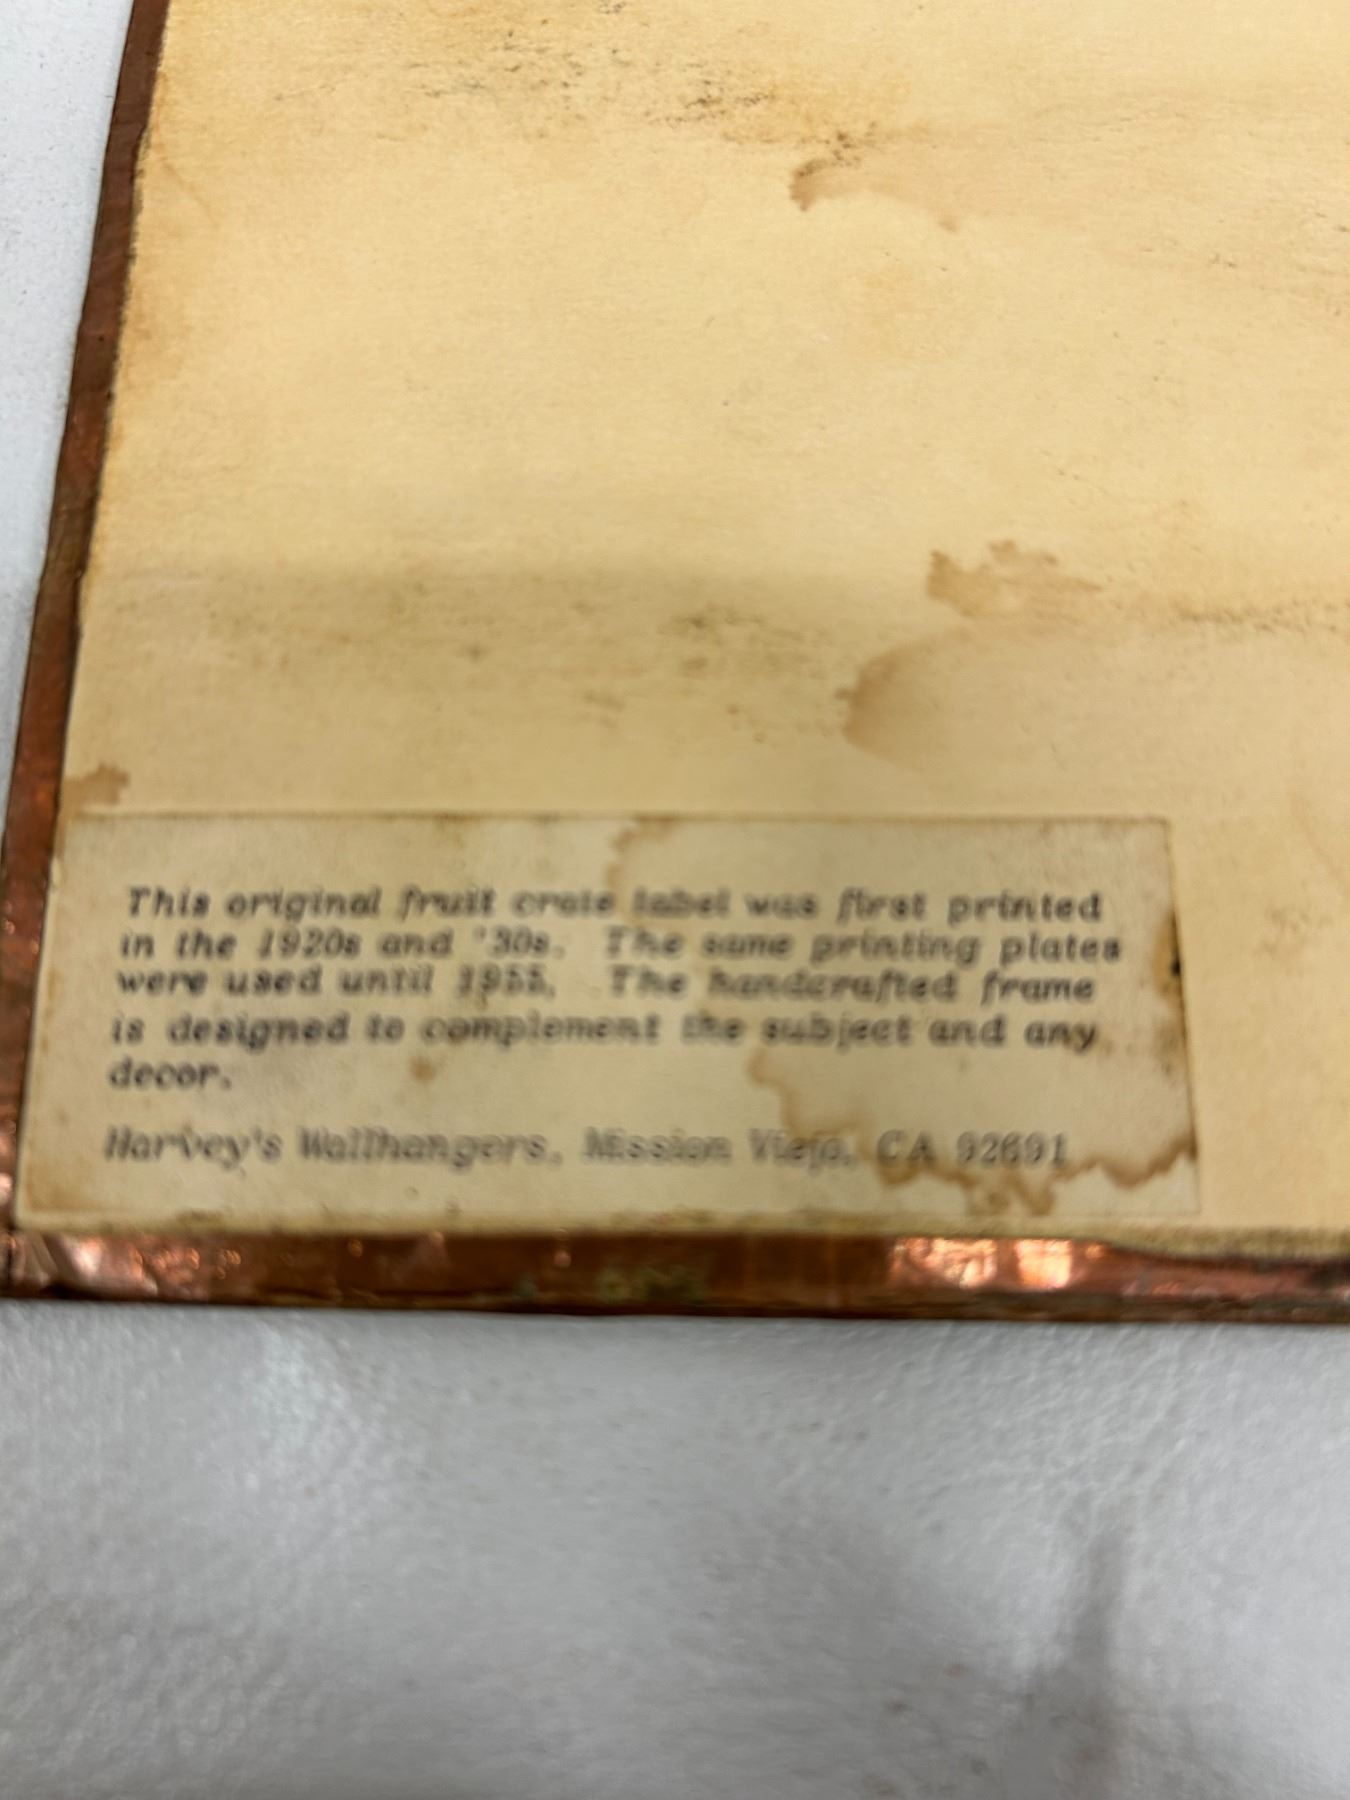 This original fruit crate label was first printed
in the 1920s and '30s. The same printing plates
were used until 1955. The handcrafted frame
is designed to complement the subject and any
decor.
Harvey's Wallhangers, Mission Viejo, CA 92691